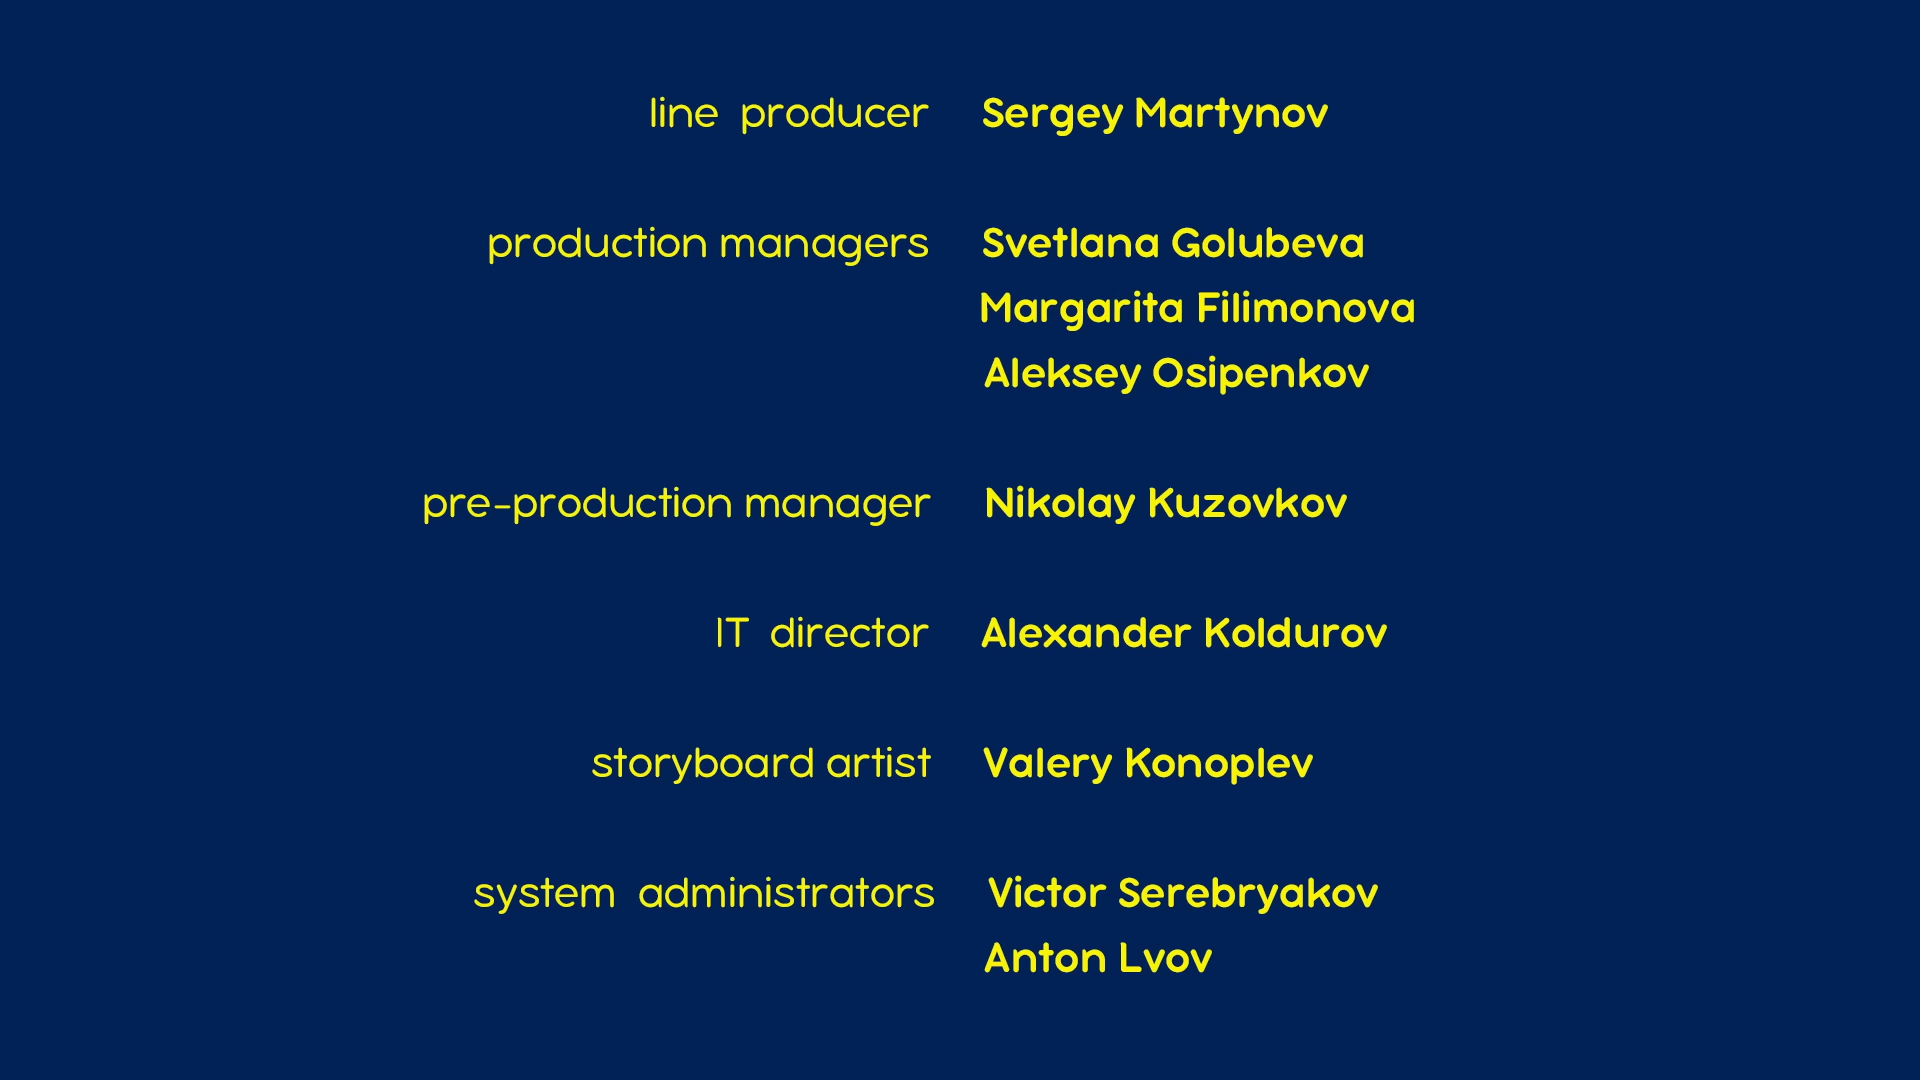 line producer Sergey Martynov
production managers Svetlana Golubeva
Margarita Filimonova
Aleksey Osipenkov
pre-production manager Nikolay Kuzovkov
IT director Alexander Koldurov
storyboard artist Valery Konoplev
system administrators Victor Serebryakov
Anton Lvov